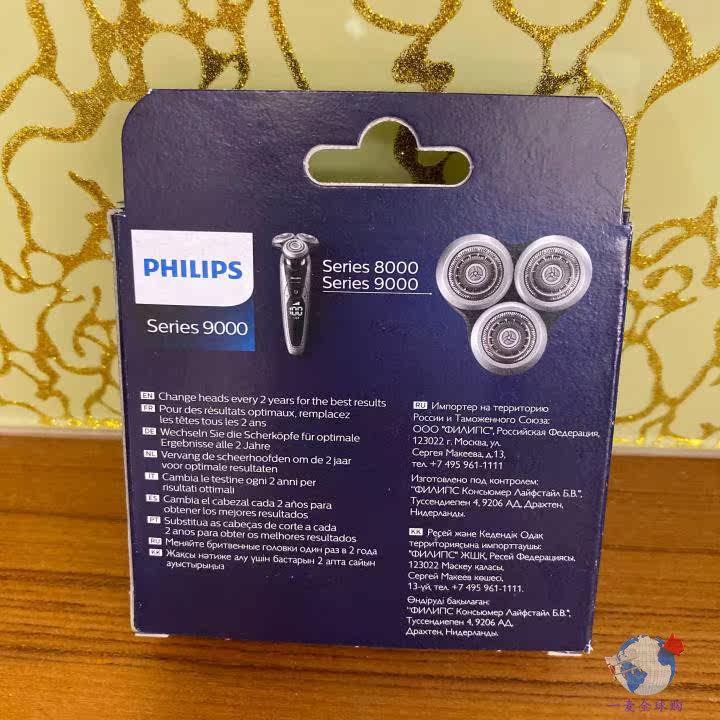 PHILIPS
Series 9000
Series 8000
Series 9000
EN Change heads every 2 years for the best results
FR Pour des résultats optimaux, remplacez
les têtes tous les 2 ans
DE Wechseln Sie die Scherköpfe für optimale
Ergebnisse alle 2 Jahre
NL Vervang de scheerhoofden om de 2 jaar
voor optimale resultaten
IT Cambia le testine ogni 2 anni per
risultati ottimali
ES Cambia el cabezal cada 2 años para
obtener los mejores resultados
PT Substitua as cabeças de corte a cada
2 anos para obter os melhores resultados
RU Меняйте бритвенные головки один раз в 2 года
KK Жақсы нәтиже алу үшін бастарын 2 апта сайын
ауыстырыңыз
RU Импортер на территорию
России и Таможенного Союза:
ООО "ФИЛИПС", Российская Федерация,
123022 г. Москва, ул.
Сергея Макеева, д.13,
тел. +7 495 961-1111
Изготовлено под контролем:
"ФИЛИПС Консьюмер Лайфстайл Б.В.",
Туссендиепен 4, 9206 АД, Драхтен,
Нидерланды.
KK Ресей және Кедендік Одақ
территориясына импорттаушы:
"ФИЛИПС" ЖШҚ, Ресей Федерациясы,
123022 Мәскеу қаласы,
Сергей Макеев көшесі,
13-үй, тел. +7 495 961-1111.
Өндіруді бақылаған:
"ФИЛИПС Консьюмер Лайфстайл Б.В.",
Туссендиепен 4, 9206 АД,
Драхтен, Нидерланды.
一麦全球购